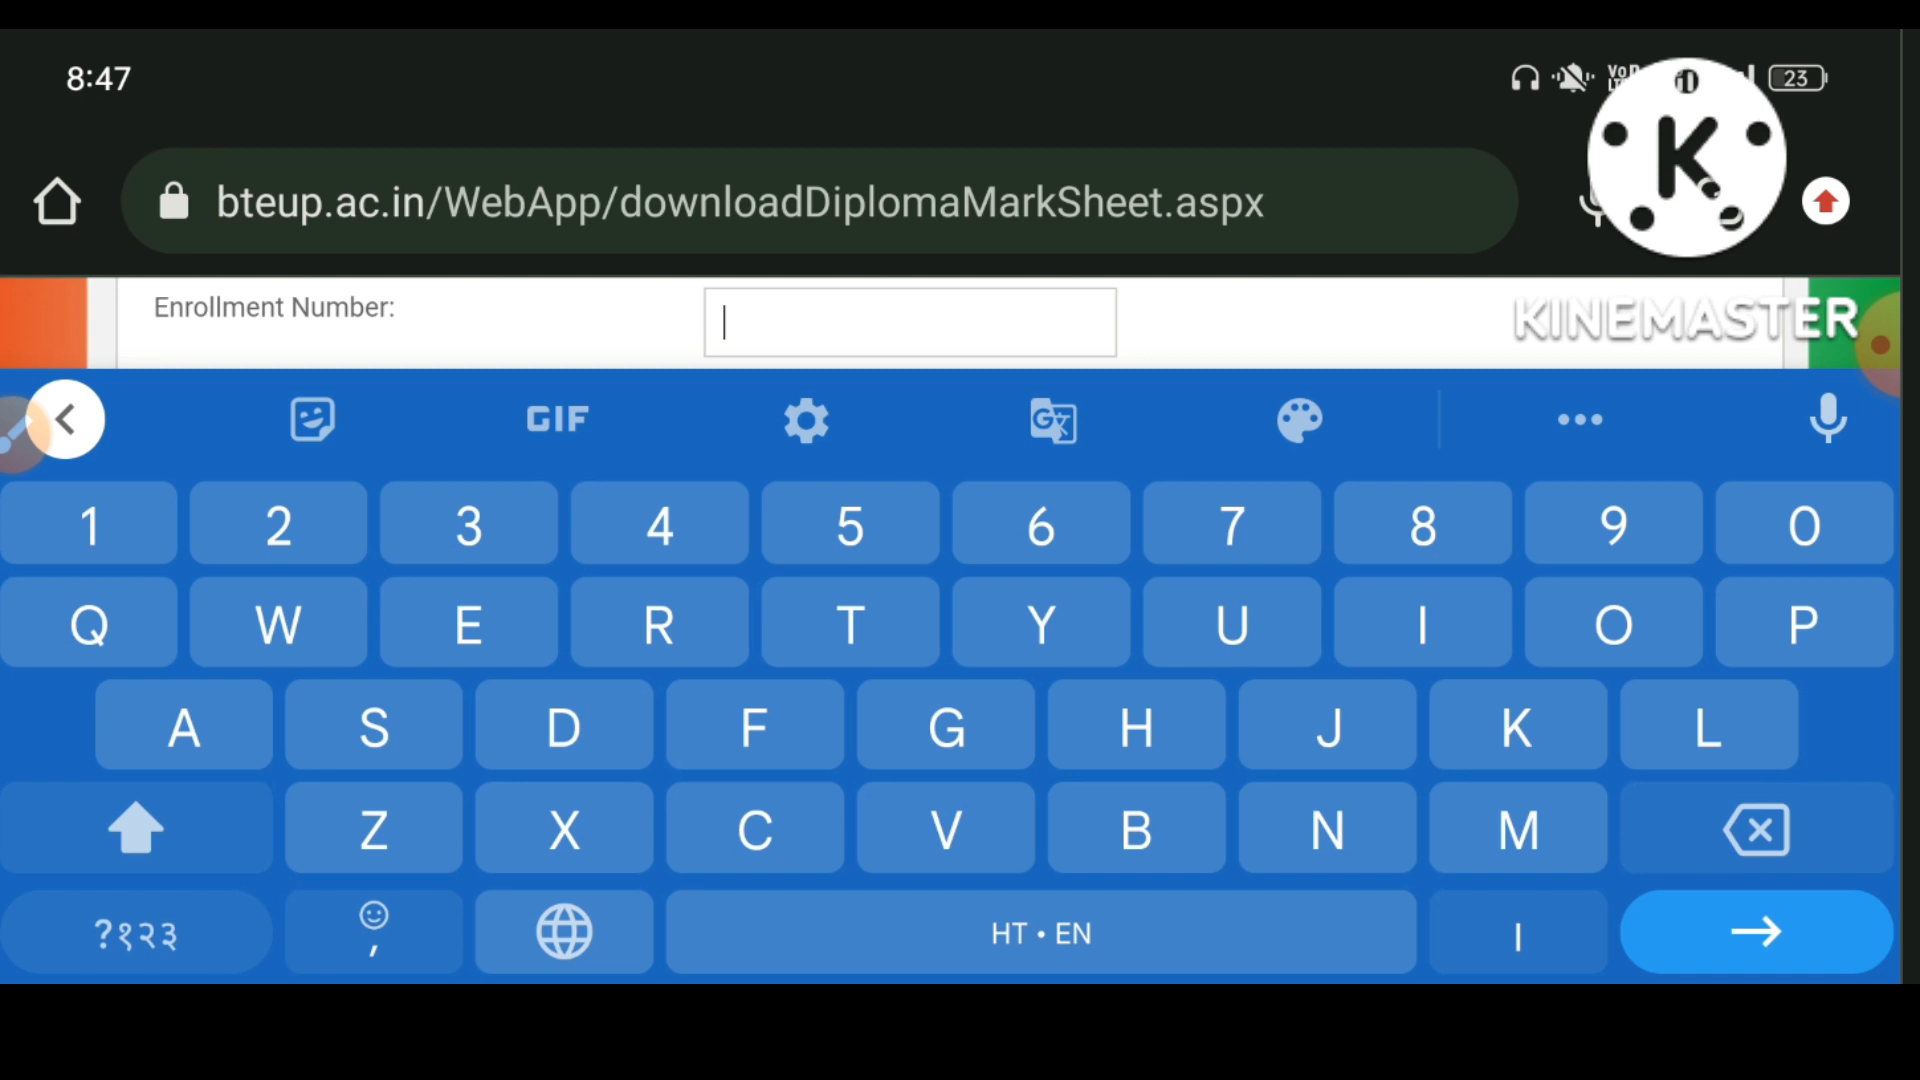 8:47
23
K
bteup.ac.in/WebApp/downloadDiplomaMarkSheet.aspx
Enrollment Number:
KINEMASTER
GIF
1 2 3 4 5 6 7 8 9 0
Q W E R T Y U I O P
A S D F G H J K L
Z X C V B N M
?१२३ , HT • EN ।